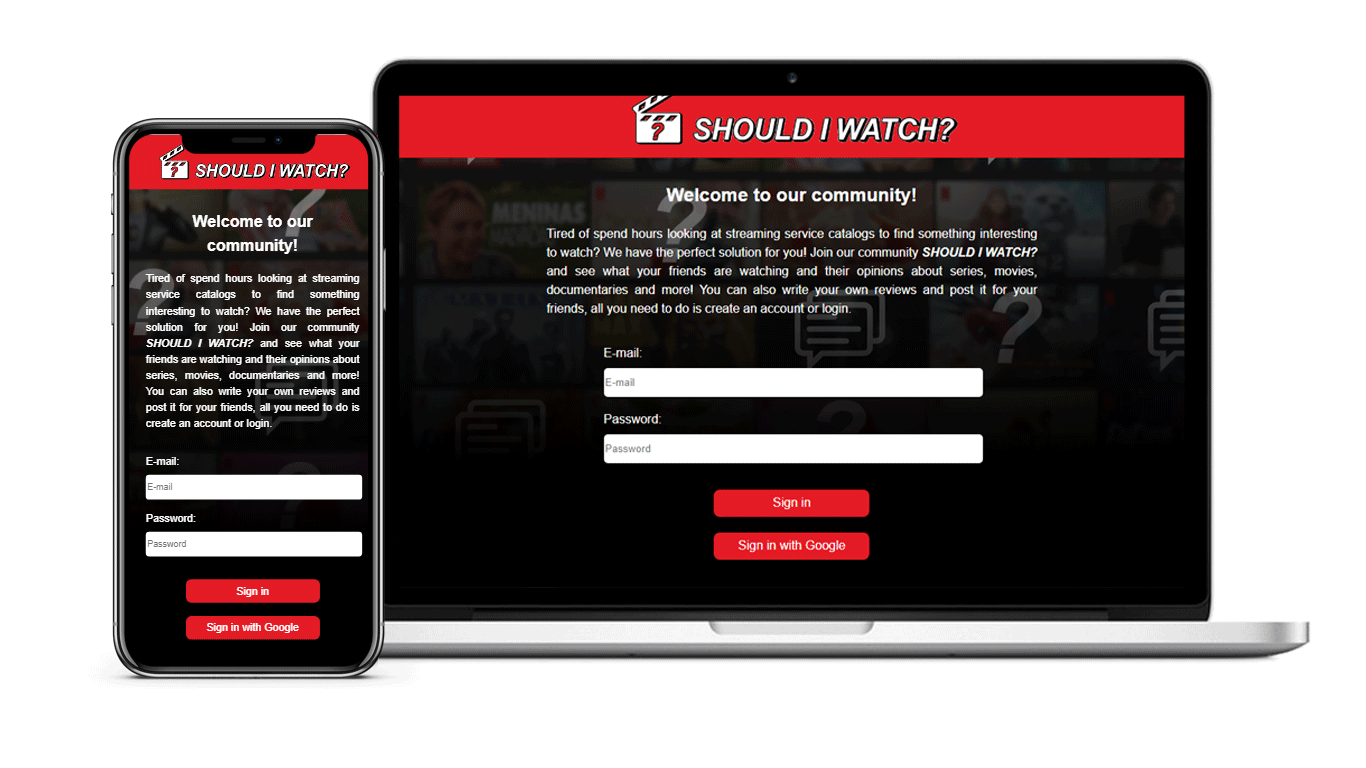 SHOULD I WATCH?
Welcome to our
community!
Tired of spend hours looking at streaming
service catalogs to find something
interesting to watch? We have the perfect
solution for you! Join our community
SHOULD I WATCH? and see what your
friends are watching and their opinions about
series, movies, documentaries and more!
You can also write your own reviews and
post it for your friends, all you need to do is
create an account or login.
E-mail:
E-mail
Password:
Password
Sign in
Sign in with Google
SHOULD I WATCH?
Welcome to our community!
MENINAS
Tired of spend hours looking at streaming service catalogs to find something interesting
to watch? We have the perfect solution for you! Join our community SHOULD I WATCH?
and see what your friends are watching and their opinions about series, movies,
documentaries and more! You can also write your own reviews and post it for your
friends, all you need to do is create an account or login.
E-mail:
E-mail
Password:
Password
Sign in
Sign in with Google